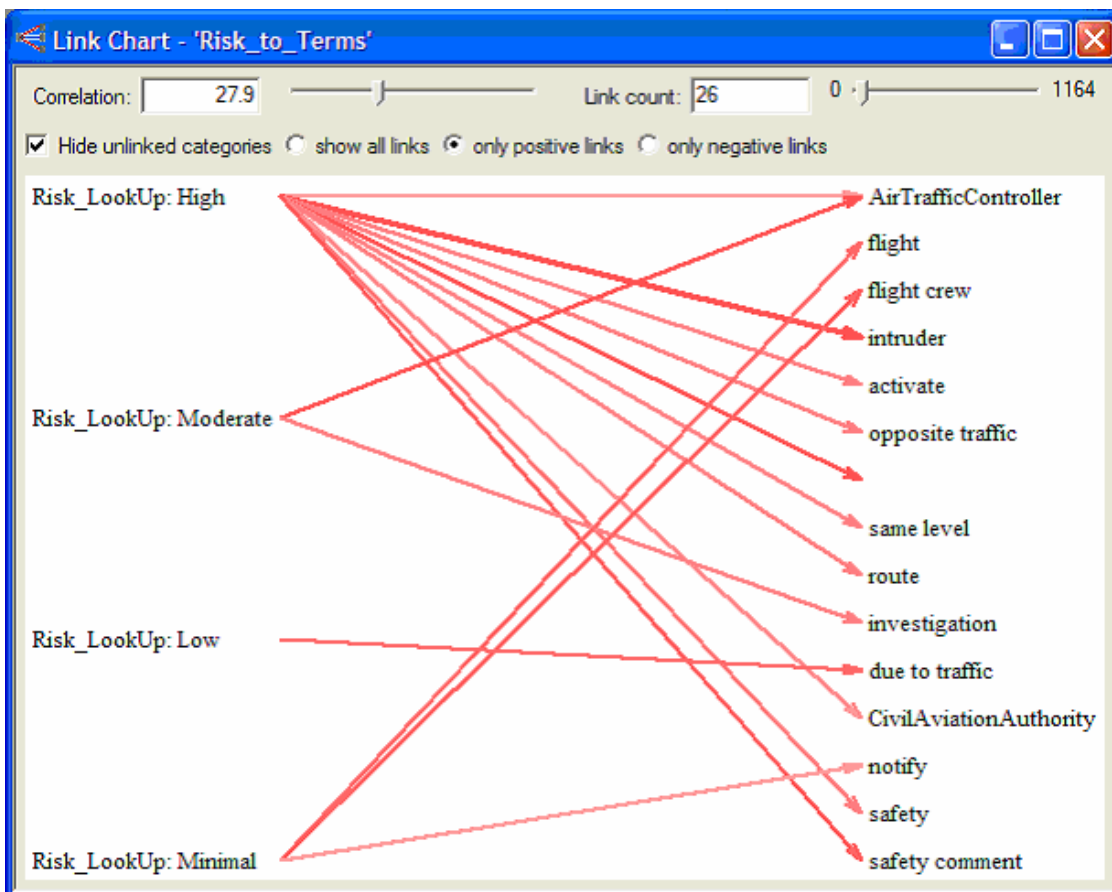 Link Chart - 'Risk_to_Terms'
Correlation: 27.9 Link count: 26 0 1164
Hide unlinked categories show all links only positive links only negative links
Risk_LookUp: High AirTrafficController
flight
flight crew
intruder
activate
Risk_LookUp: Moderate opposite traffic
same level
route
investigation
Risk_LookUp: Low due to traffic
CivilAviationAuthority
notify
safety
Risk_LookUp: Minimal safety comment